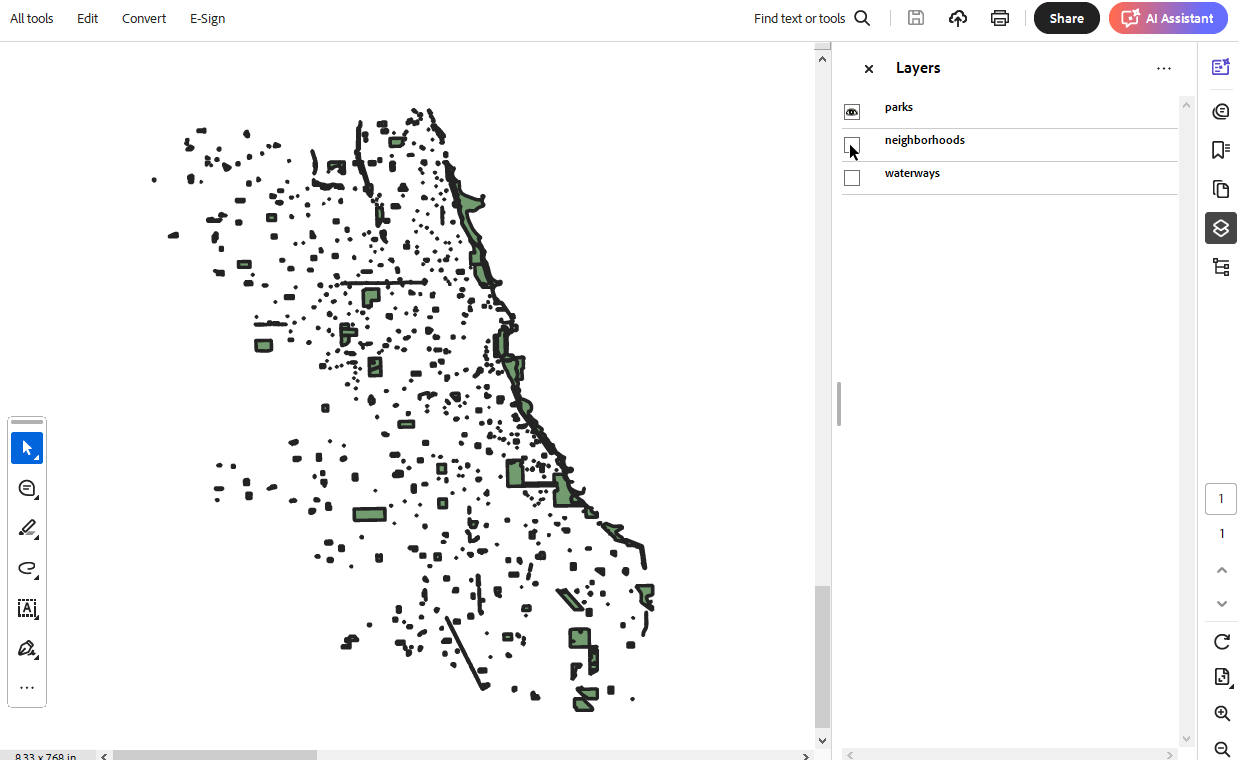 All tools Edit Convert E-Sign Find text or tools Share AI Assistant
Layers
parks
neighborhoods
waterways
1
1
8.33 x 7.68 in